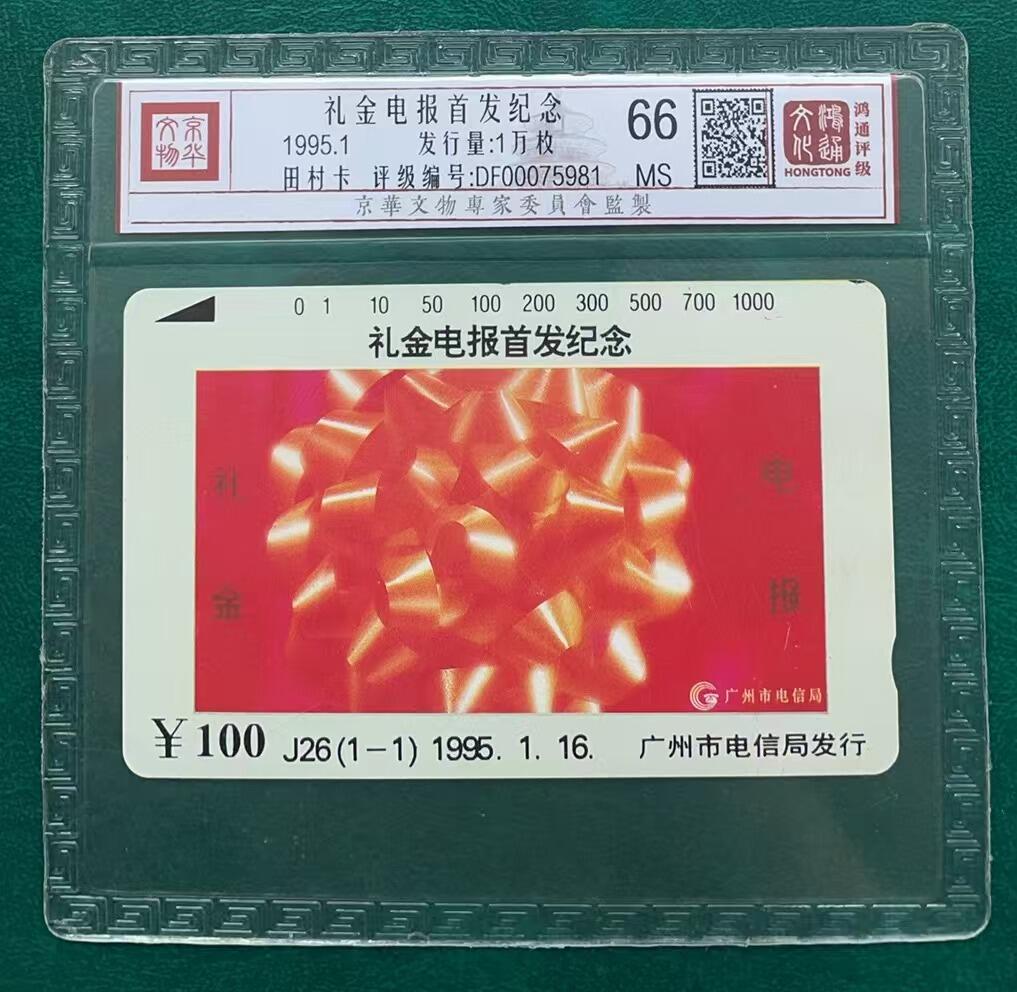 京华文物
礼金电报首发纪念
1995.1 发行量:1万枚
田村卡 评级编号:DF00075981
66
MS
鸿通文化
HONGTONG
鸿通评级
京華文物專家委員會監製
0 1 10 50 100 200 300 500 700 1000
礼金电报首发纪念
礼金
电报
广州市电信局
￥100 J26(1-1) 1995. 1. 16. 广州市电信局发行